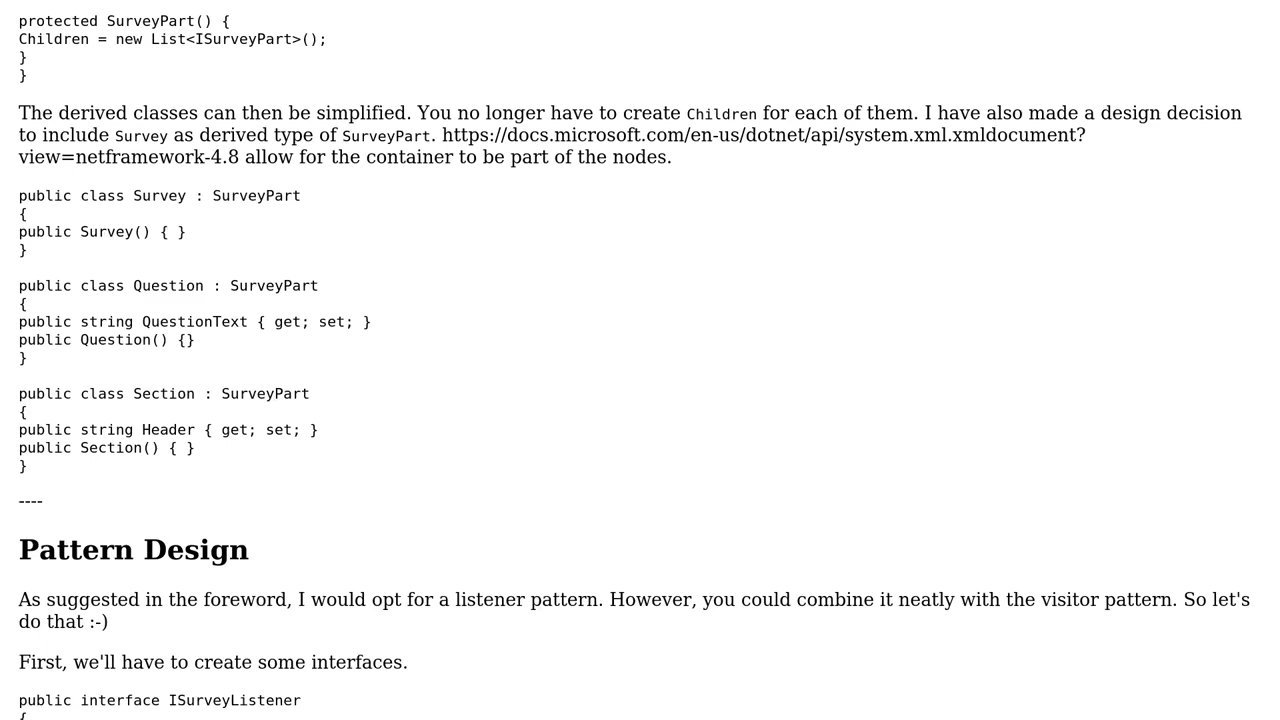 protected SurveyPart() {
Children = new List<ISurveyPart>();
}
}
The derived classes can then be simplified. You no longer have to create Children for each of them. I have also made a design decision
to include Survey as derived type of SurveyPart. https://docs.microsoft.com/en-us/dotnet/api/system.xml.xmldocument?
view=netframework-4.8 allow for the container to be part of the nodes.
public class Survey : SurveyPart
{
public Survey() { }
}
public class Question : SurveyPart
{
public string QuestionText { get; set; }
public Question() {}
}
public class Section : SurveyPart
{
public string Header { get; set; }
public Section() { }
}
----
Pattern Design
As suggested in the foreword, I would opt for a listener pattern. However, you could combine it neatly with the visitor pattern. So let's
do that :-)
First, we'll have to create some interfaces.
public interface ISurveyListener
{